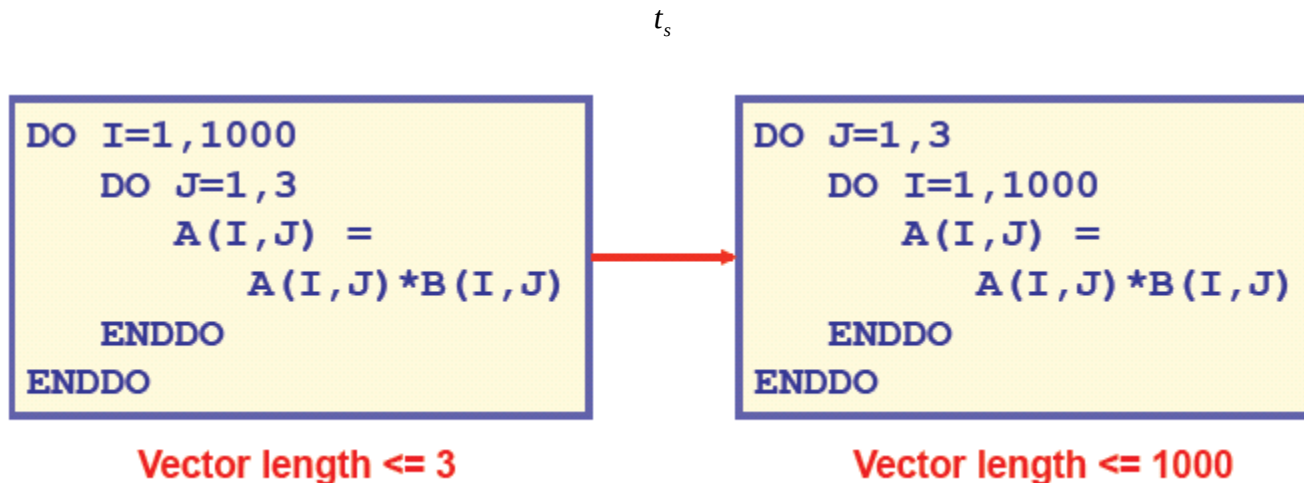 t_s
DO I=1,1000
DO J=1,3
A(I,J) =
A(I,J)*B(I,J)
ENDDO
ENDDO
Vector length <= 3
DO J=1,3
DO I=1,1000
A(I,J) =
A(I,J)*B(I,J)
ENDDO
ENDDO
Vector length <= 1000